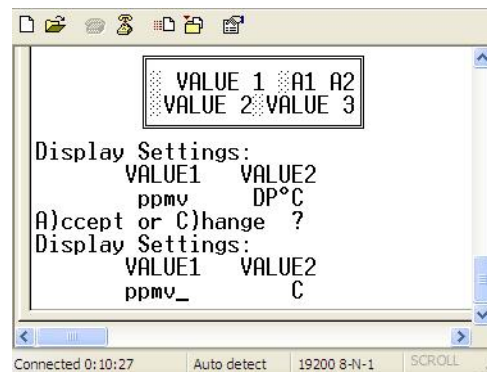 VALUE 1 A1 A2
VALUE 2 VALUE 3
Display Settings:
VALUE1 VALUE2
ppmv DP°C
A)ccept or C)hange ?
Display Settings:
VALUE1 VALUE2
ppmv_ C
Connected 0:10:27 Auto detect 19200 8-N-1 SCROLL